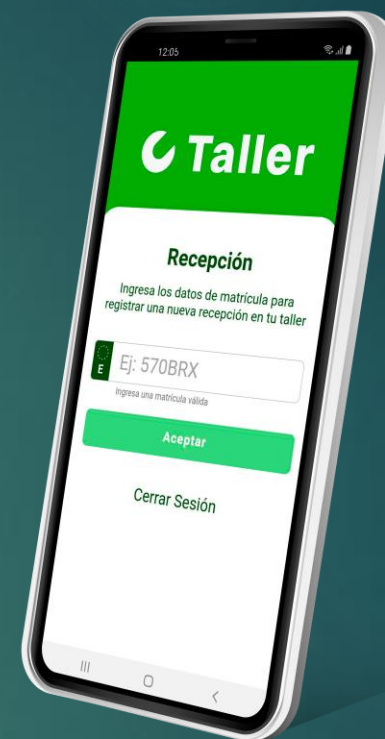 12:05
Taller
Recepción
Ingresa los datos de matrícula para
registrar una nueva recepción en tu taller
E
Ej: 570BRX
Ingresa una matrícula válida
Aceptar
Cerrar Sesión